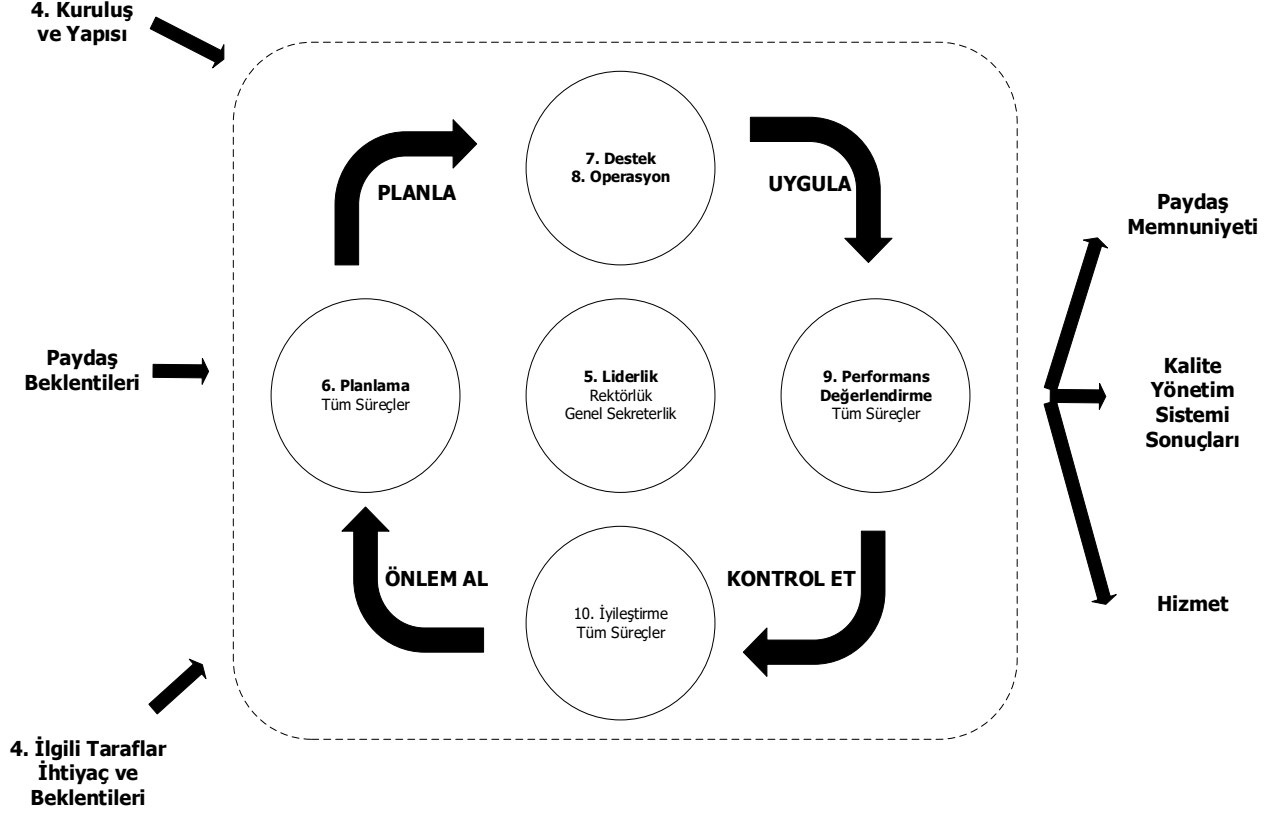 4. Kuruluş
ve Yapısı
7. Destek
8. Operasyon
PLANLA
UYGULA
Paydaş
Memnuniyeti
Paydaş
Beklentileri
6. Planlama
Tüm Süreçler
5. Liderlik
Rektörlük
Genel Sekreterlik
9. Performans
Değerlendirme
Tüm Süreçler
Kalite
Yönetim
Sistemi
Sonuçları
ÖNLEM AL
KONTROL ET
10. İyileştirme
Tüm Süreçler
Hizmet
4. İlgili Taraflar
İhtiyaç ve
Beklentileri